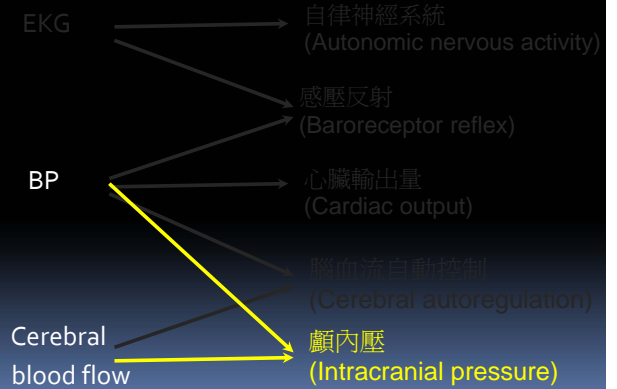 EKG
自律神經系統
(Autonomic nervous activity)
感壓反射
(Baroreceptor reflex)
BP
心臟輸出量
(Cardiac output)
腦血流自動控制
(Cerebral autoregulation)
Cerebral
blood flow
顱內壓
(Intracranial pressure)